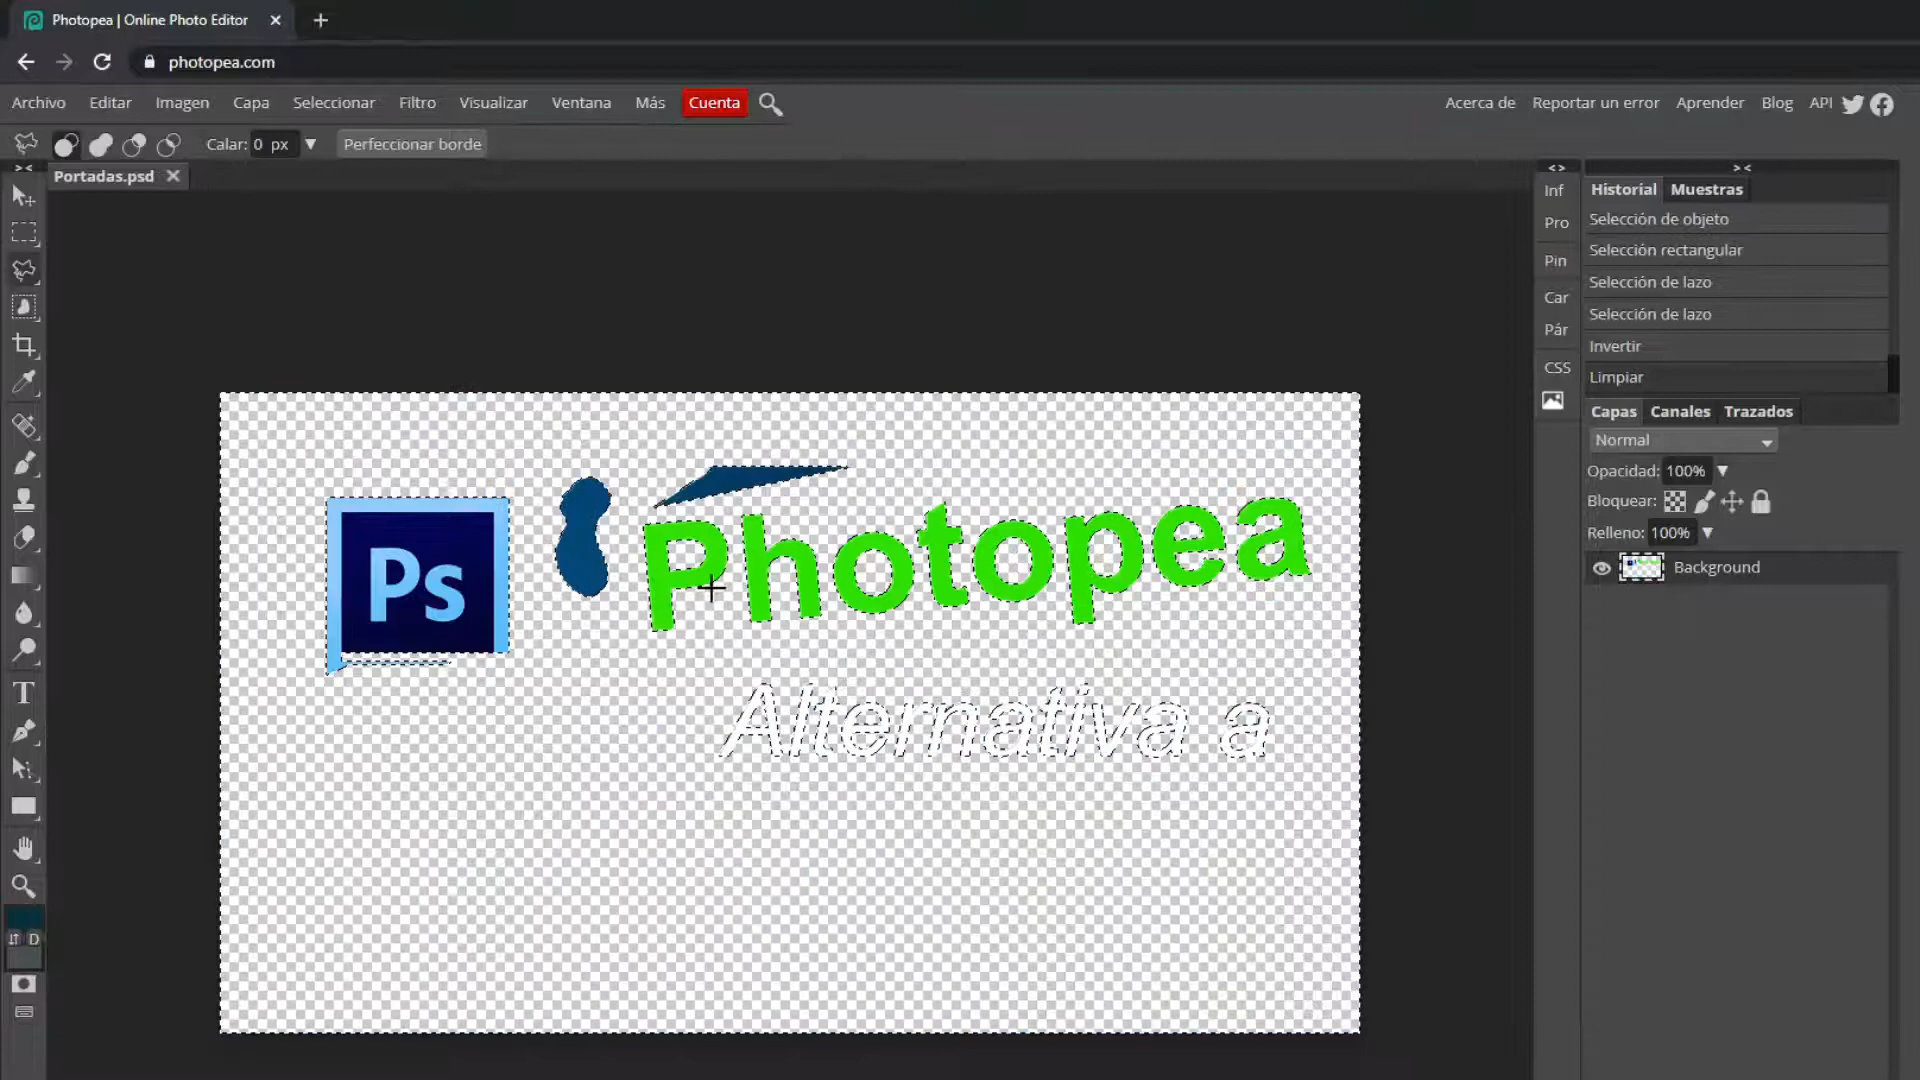 Photopea | Online Photo Editor
photopea.com
Archivo Editar Imagen Capa Seleccionar Filtro Visualizar Ventana Más Cuenta Acerca de Reportar un error Aprender Blog API
Calar: 0 px Perfeccionar borde
Portadas.psd
Inf
Pro
Pin
Car
Pár
CSS
Historial Muestras
Selección de objeto
Selección rectangular
Selección de lazo
Selección de lazo
Invertir
Limpiar
Capas Canales Trazados
Normal
Opacidad: 100%
Bloquear:
Relleno: 100%
Background
Ps
Photopea
Alternativa a
T
D